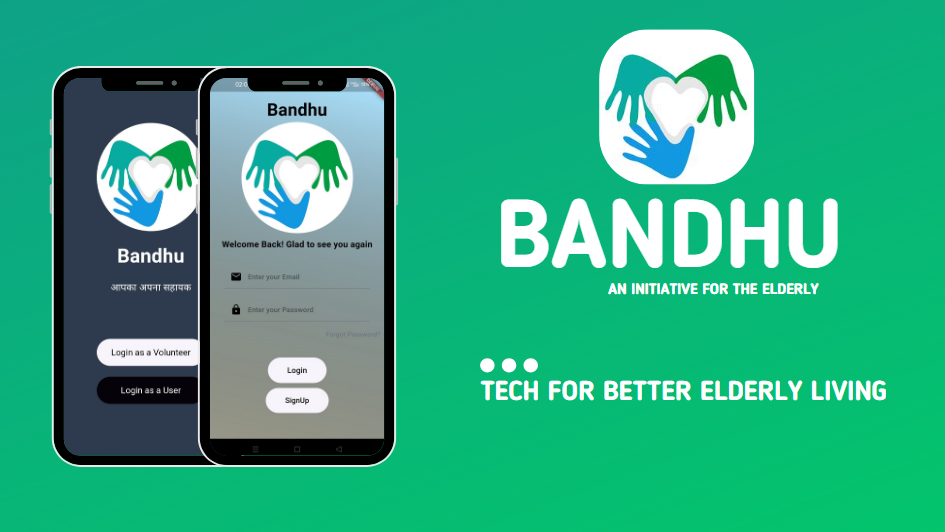 Bandhu
आपका अपना सहायक
Login as a Volunteer
Login as a User
Bandhu
Welcome Back! Glad to see you again
Enter your Email
Enter your Password
Forgot Password?
Login
SignUp
BANDHU
AN INITIATIVE FOR THE ELDERLY
TECH FOR BETTER ELDERLY LIVING